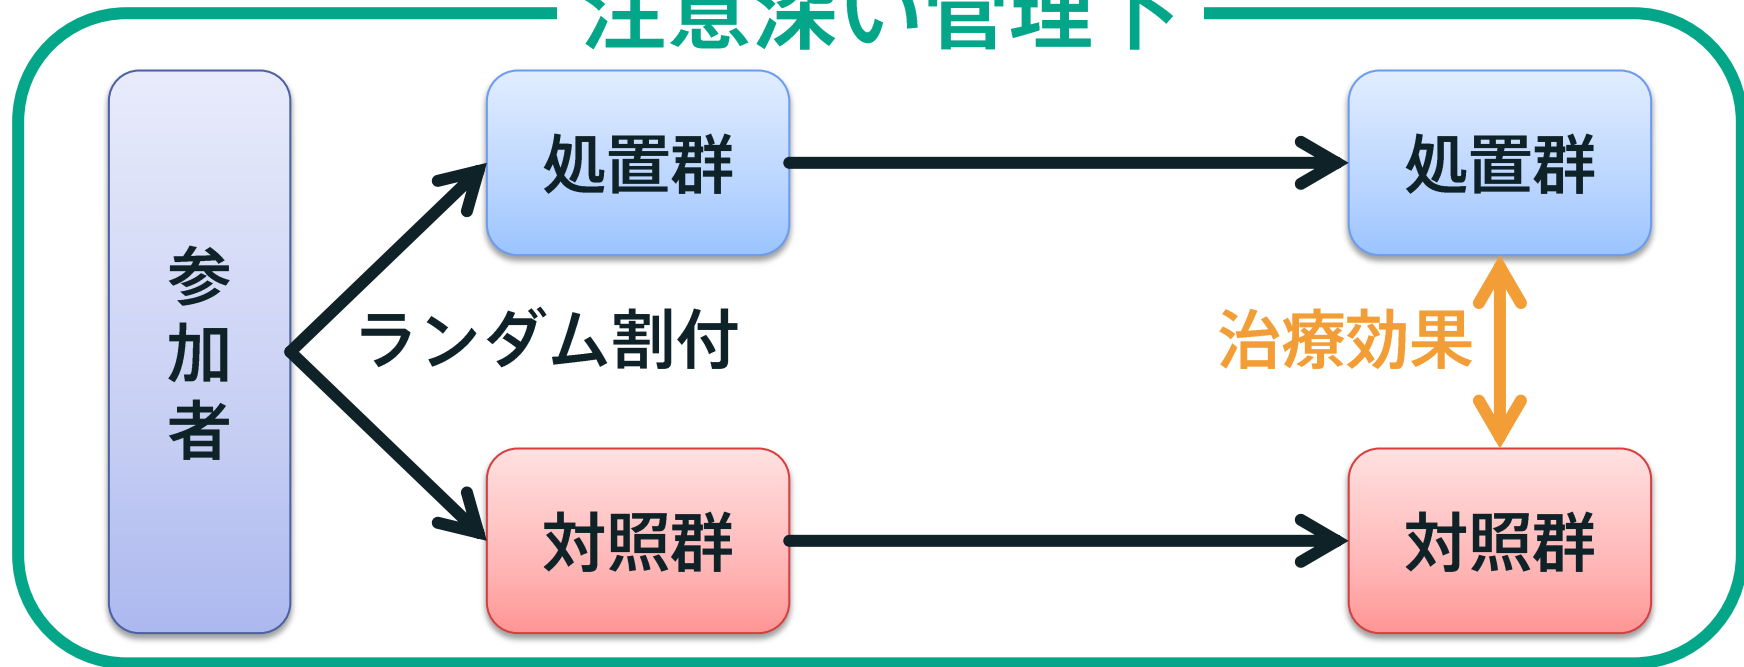 注意深い管理下
処置群
処置群
参加者
ランダム割付
治療効果
対照群
対照群